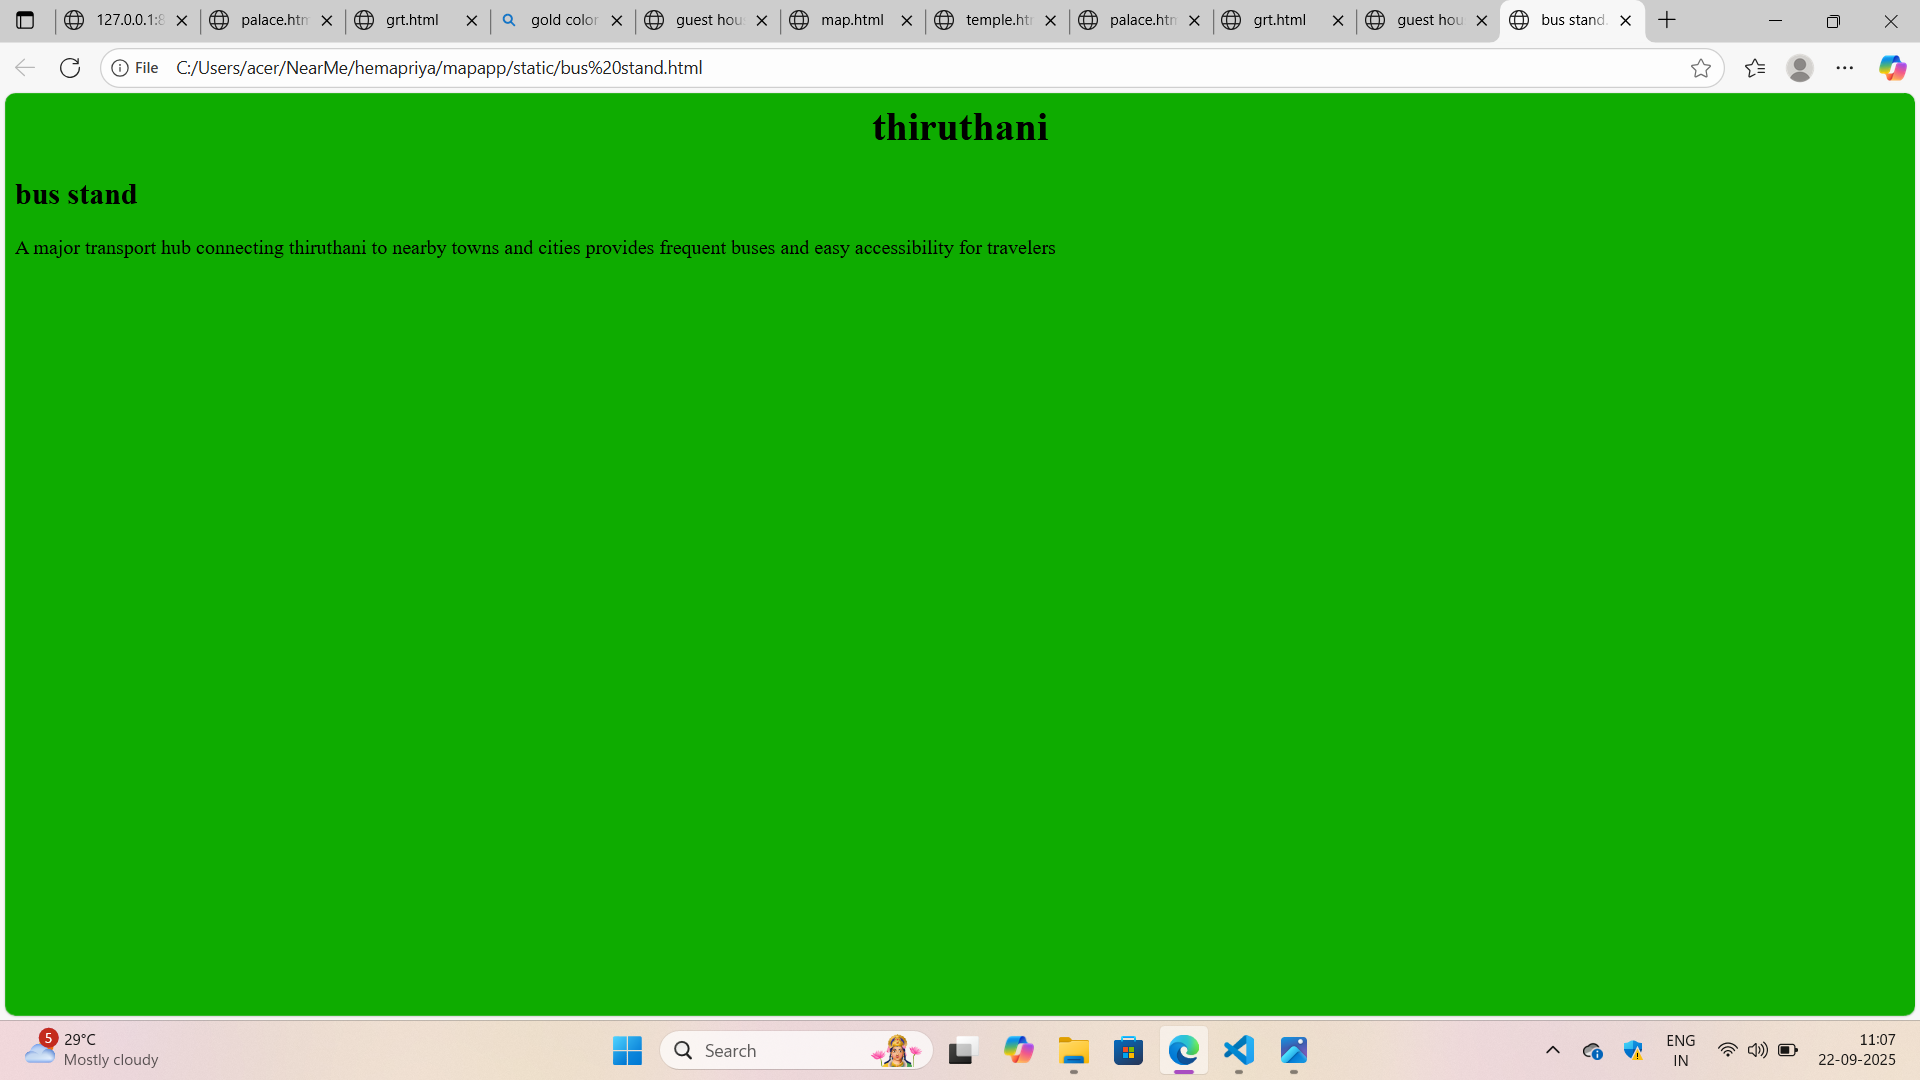 127.0.0.1:8
palace.htm
grt.html
gold color
guest hou
map.html
temple.ht
palace.htm
grt.html
guest hou
bus stand.
File
C:/Users/acer/NearMe/hemapriya/mapapp/static/bus%20stand.html
thiruthani
bus stand
A major transport hub connecting thiruthani to nearby towns and cities provides frequent buses and easy accessibility for travelers
5
29°C
Mostly cloudy
Search
ENG
IN
11:07
22-09-2025